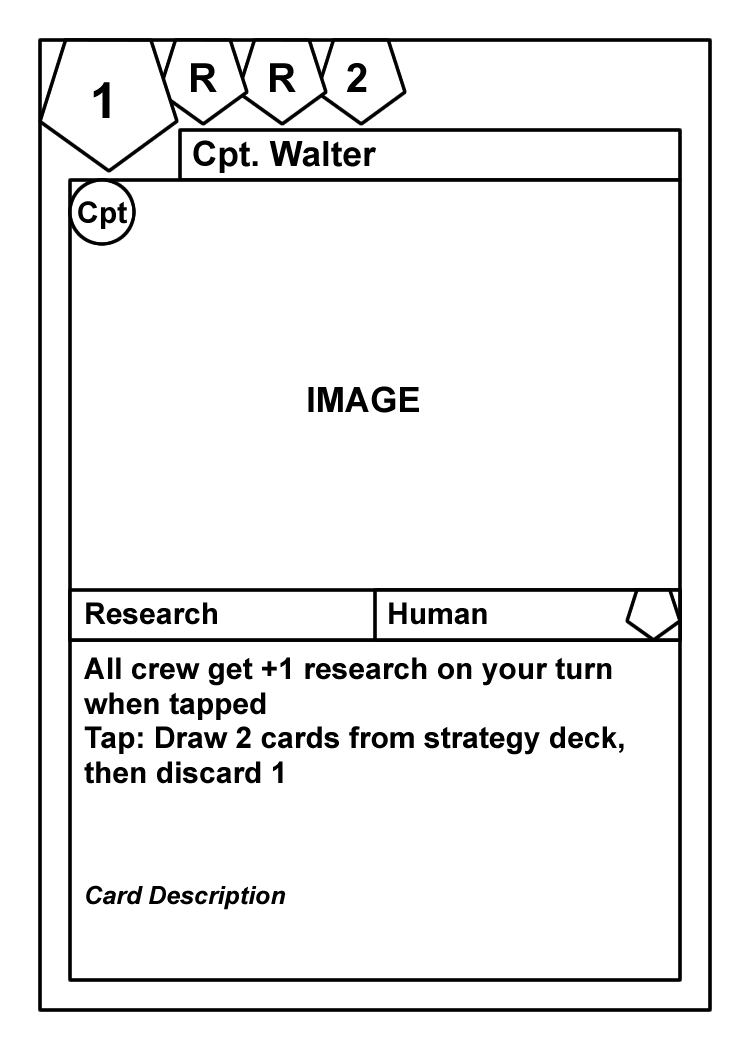 1 R R 2
Cpt. Walter
Cpt
IMAGE
Research Human
All crew get +1 research on your turn
when tapped
Tap: Draw 2 cards from strategy deck,
then discard 1
Card Description